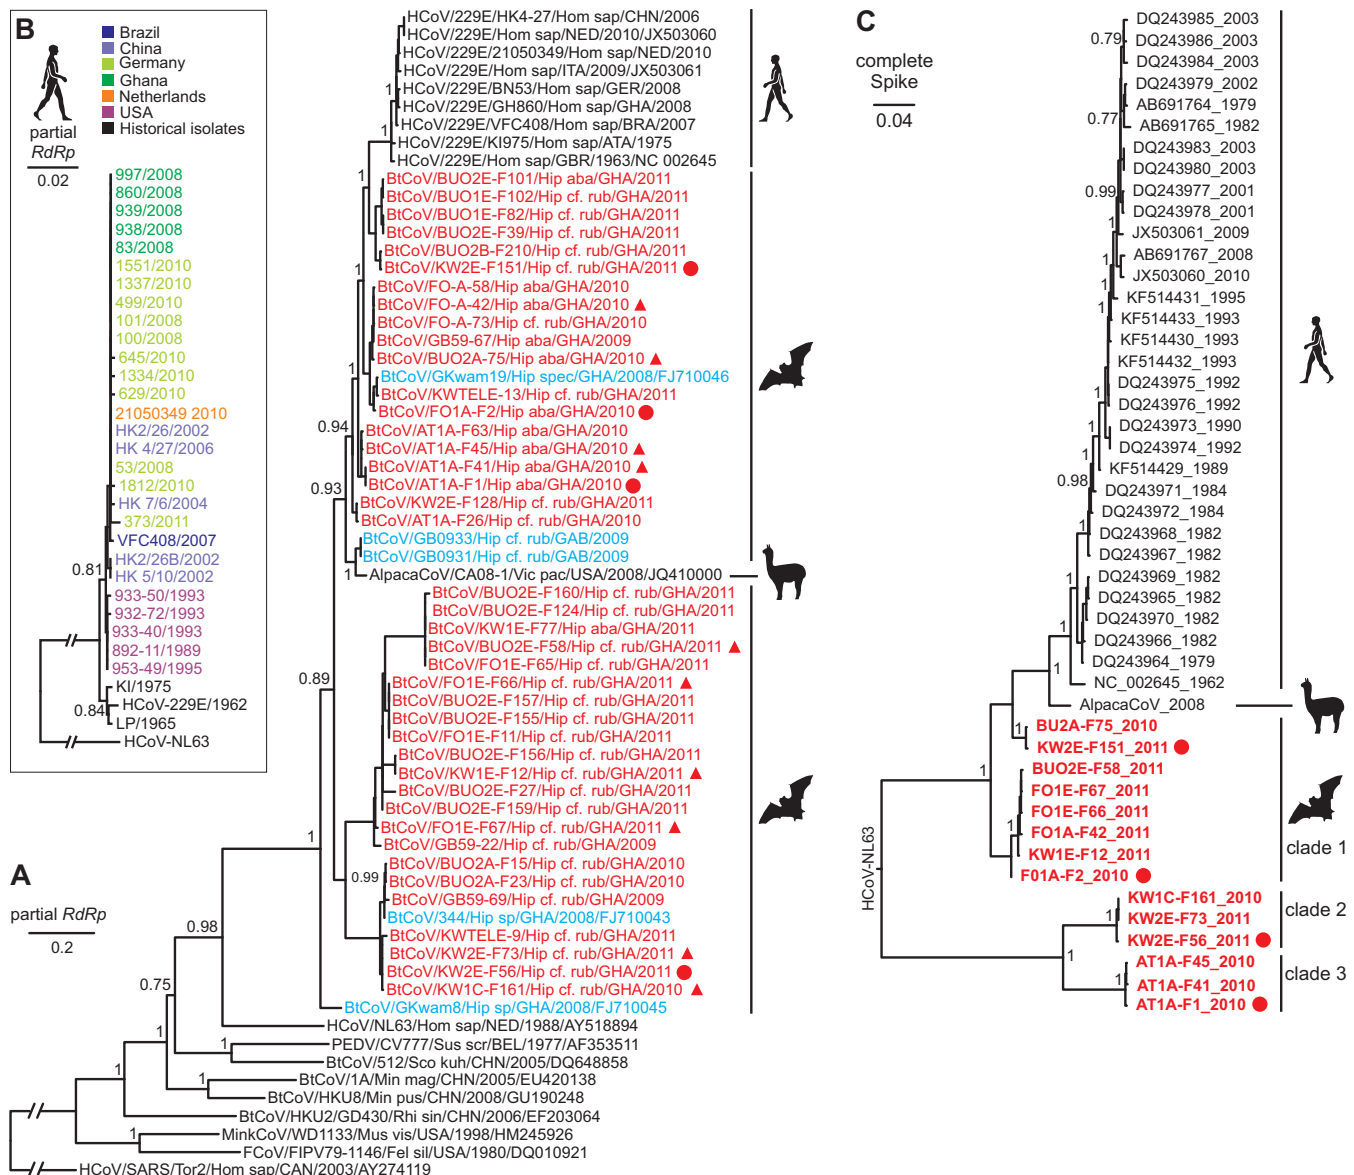 B
Brazil
China
Germany
Ghana
Netherlands
USA
Historical isolates
partial
RdRp
0.02
997/2008
860/2008
939/2008
938/2008
83/2008
1551/2010
1337/2010
499/2010
101/2008
100/2008
645/2010
1334/2010
629/2010
21050349 2010
HK2/26/2002
HK 4/27/2006
53/2008
1812/2010
HK 7/6/2004
373/2011
VFC408/2007
HK2/26B/2002
HK 5/10/2002
933-50/1993
932-72/1993
933-40/1993
892-11/1989
953-49/1995
KI/1975
HCoV-229E/1962
LP/1965
HCoV-NL63
0.81
0.84
A
partial RdRp
0.2
HCoV/229E/HK4-27/Hom sap/CHN/2006
HCoV/229E/Hom sap/NED/2010/JX503060
HCoV/229E/21050349/Hom sap/NED/2010
HCoV/229E/Hom sap/ITA/2009/JX503061
HCoV/229E/BN53/Hom sap/GER/2008
HCoV/229E/GH860/Hom sap/GHA/2008
HCoV/229E/VFC408/Hom sap/BRA/2007
HCoV/229E/KI975/Hom sap/ATA/1975
HCoV/229E/Hom sap/GBR/1963/NC 002645
BtCoV/BUO2E-F101/Hip aba/GHA/2011
BtCoV/BUO1E-F102/Hip cf. rub/GHA/2011
BtCoV/BUO1E-F82/Hip cf. rub/GHA/2011
BtCoV/BUO2E-F39/Hip cf. rub/GHA/2011
BtCoV/BUO2B-F210/Hip cf. rub/GHA/2011
BtCoV/KW2E-F151/Hip cf. rub/GHA/2011
BtCoV/FO-A-58/Hip aba/GHA/2010
BtCoV/FO-A-42/Hip aba/GHA/2010
BtCoV/FO-A-73/Hip cf. rub/GHA/2010
BtCoV/GB59-67/Hip aba/GHA/2009
BtCoV/BUO2A-75/Hip aba/GHA/2010
BtCoV/GKwam19/Hip spec/GHA/2008/FJ710046
BtCoV/KWTELE-13/Hip cf. rub/GHA/2011
BtCoV/FO1A-F2/Hip aba/GHA/2010
BtCoV/AT1A-F63/Hip aba/GHA/2010
BtCoV/AT1A-F45/Hip aba/GHA/2010
BtCoV/AT1A-F41/Hip aba/GHA/2010
BtCoV/AT1A-F1/Hip aba/GHA/2010
BtCoV/KW2E-F128/Hip cf. rub/GHA/2011
BtCoV/AT1A-F26/Hip cf. rub/GHA/2010
BtCoV/GB0933/Hip cf. rub/GAB/2009
BtCoV/GB0931/Hip cf. rub/GAB/2009
AlpacaCoV/CA08-1/Vic pac/USA/2008/JQ410000
BtCoV/BUO2E-F160/Hip cf. rub/GHA/2011
BtCoV/BUO2E-F124/Hip cf. rub/GHA/2011
BtCoV/KW1E-F77/Hip aba/GHA/2011
BtCoV/BUO2E-F58/Hip cf. rub/GHA/2011
BtCoV/FO1E-F65/Hip cf. rub/GHA/2011
BtCoV/FO1E-F66/Hip cf. rub/GHA/2011
BtCoV/BUO2E-F157/Hip cf. rub/GHA/2011
BtCoV/BUO2E-F155/Hip cf. rub/GHA/2011
BtCoV/FO1E-F11/Hip cf. rub/GHA/2011
BtCoV/BUO2E-F156/Hip cf. rub/GHA/2011
BtCoV/KW1E-F12/Hip cf. rub/GHA/2011
BtCoV/BUO2E-F27/Hip cf. rub/GHA/2011
BtCoV/BUO2E-F159/Hip cf. rub/GHA/2011
BtCoV/FO1E-F67/Hip cf. rub/GHA/2011
BtCoV/GB59-22/Hip cf. rub/GHA/2009
BtCoV/BUO2A-F15/Hip cf. rub/GHA/2010
BtCoV/BUO2A-F23/Hip cf. rub/GHA/2010
BtCoV/GB59-69/Hip cf. rub/GHA/2009
BtCoV/344/Hip sp/GHA/2008/FJ710043
BtCoV/KWTELE-9/Hip cf. rub/GHA/2011
BtCoV/KW2E-F73/Hip cf. rub/GHA/2011
BtCoV/KW2E-F56/Hip cf. rub/GHA/2011
BtCoV/KW1C-F161/Hip cf. rub/GHA/2010
BtCoV/GKwam8/Hip sp/GHA/2008/FJ710045
HCoV/NL63/Hom sap/NED/1988/AY518894
PEDV/CV777/Sus scr/BEL/1977/AF353511
BtCoV/512/Sco kuh/CHN/2005/DQ648858
BtCoV/1A/Min mag/CHN/2005/EU420138
BtCoV/HKU8/Min pus/CHN/2008/GU190248
BtCoV/HKU2/GD430/Rhi sin/CHN/2006/EF203064
MinkCoV/WD1133/Mus vis/USA/1998/HM245926
FCoV/FIPV79-1146/Fel sil/USA/1980/DQ010921
HCoV/SARS/Tor2/Hom sap/CAN/2003/AY274119
1
1
1
1
1
0.94
0.93
1
0.89
0.99
1
0.98
0.75
1
1
1
1
1
C
complete
Spike
0.04
DQ243985_2003
DQ243986_2003
DQ243984_2003
DQ243979_2002
AB691764_1979
AB691765_1982
DQ243983_2003
DQ243980_2003
DQ243977_2001
DQ243978_2001
JX503061_2009
AB691767_2008
JX503060_2010
KF514431_1995
KF514433_1993
KF514430_1993
KF514432_1993
DQ243975_1992
DQ243976_1992
DQ243973_1990
DQ243974_1992
KF514429_1989
DQ243971_1984
DQ243972_1984
DQ243968_1982
DQ243967_1982
DQ243969_1982
DQ243965_1982
DQ243970_1982
DQ243966_1982
DQ243964_1979
NC_002645_1962
AlpacaCoV_2008
BU2A-F75_2010
KW2E-F151_2011
BUO2E-F58_2011
FO1E-F67_2011
FO1E-F66_2011
FO1A-F42_2011
KW1E-F12_2011
F01A-F2_2010
KW1C-F161_2010
KW2E-F73_2011
KW2E-F56_2011
AT1A-F45_2010
AT1A-F41_2010
AT1A-F1_2010
0.79
0.77
0.99
1
1
1
1
1
1
0.98
1
1
1
1
1
1
HCoV-NL63
clade 1
clade 2
clade 3